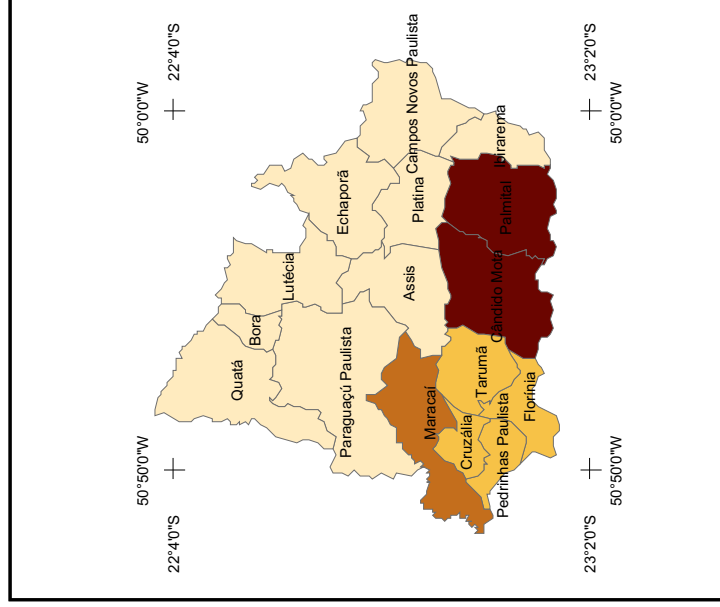 50°50'0"W
50°0'0"W
22°4'0"S
22°4'0"S
Quatá
Bora
Lutécia
Echaporã
Paraguaçú Paulista
Assis
Campos Novos Paulista
Platina
Maracaí
Cruzália
Tarumã
Cândido Mota
Ibirarema
Pedrinhas Paulista
Palmital
Florínia
23°2'0"S
23°2'0"S
50°50'0"W
50°0'0"W